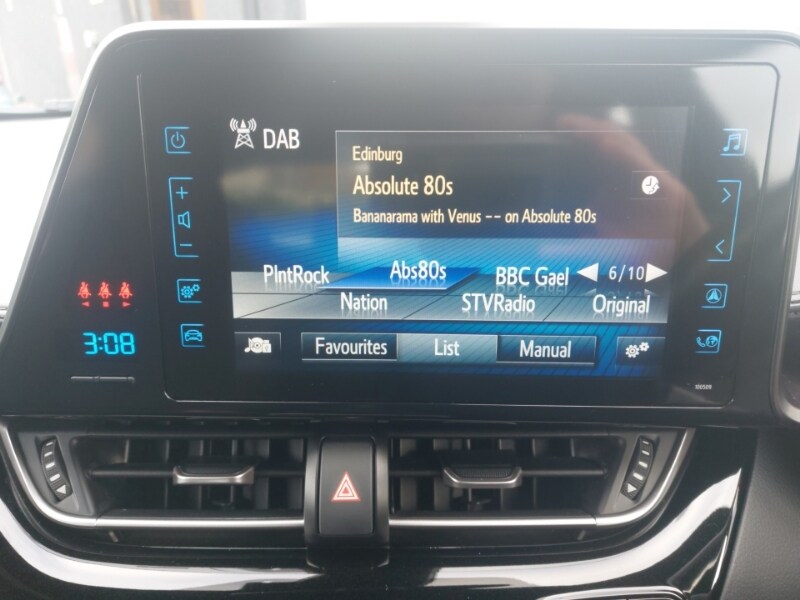 DAB
Edinburg
Absolute 80s
Bananarama with Venus -- on Absolute 80s
PlntRock Abs80s BBC Gael 6/10
Nation STVRadio Original
Favourites List Manual
3:08